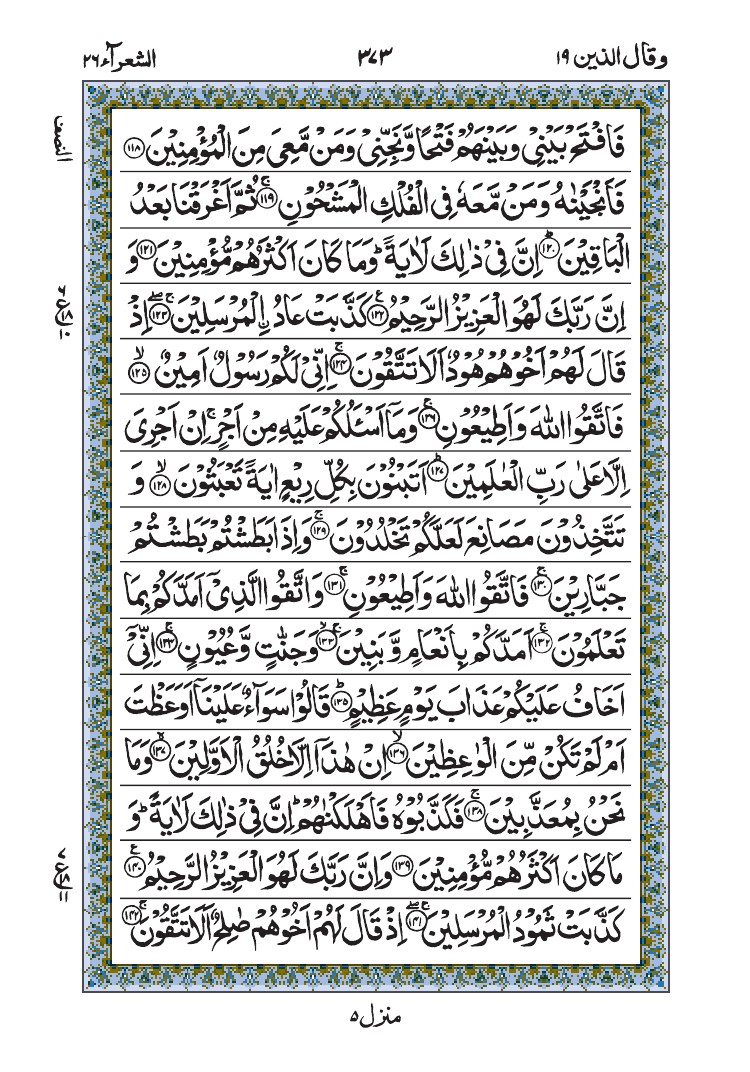 وقال الذين ١٩
٣٧٣
الشعرآء ٢٦
النصف
فَافْتَحْ بَيْنِيْ وَبَيْنَهُمْ فَتْحًا وَّنَجِّنِيْ وَمَنْ مَّعِيَ مِنَ الْمُؤْمِنِيْنَ ﴿١١٨﴾
فَاَنْجَيْنٰهُ وَمَنْ مَّعَهٗ فِي الْفُلْكِ الْمَشْحُوْنِ ۚ﴿١١٩﴾ ثُمَّ اَغْرَقْنَا بَعْدُ
الْبَاقِيْنَ ؕ﴿١٢٠﴾ اِنَّ فِيْ ذٰلِكَ لَاٰيَةً ؕ وَمَا كَانَ اَكْثَرُهُمْ مُّؤْمِنِيْنَ ﴿١٢١﴾ وَ
اِنَّ رَبَّكَ لَهُوَ الْعَزِيْزُ الرَّحِيْمُ ﴿١٢٢﴾ كَذَّبَتْ عَادُ ۨالْمُرْسَلِيْنَ ۚۖ﴿١٢٣﴾ اِذْ
قَالَ لَهُمْ اَخُوْهُمْ هُوْدٌ اَلَا تَتَّقُوْنَ ۚ﴿١٢٤﴾ اِنِّيْ لَكُمْ رَسُوْلٌ اَمِيْنٌ ۙ﴿١٢٥﴾
فَاتَّقُوا اللّٰهَ وَاَطِيْعُوْنِ ۚ﴿١٢٦﴾ وَمَاۤ اَسْـَٔلُكُمْ عَلَيْهِ مِنْ اَجْرٍ ۚ اِنْ اَجْرِيَ
اِلَّا عَلٰى رَبِّ الْعٰلَمِيْنَ ؕ﴿١٢٧﴾ اَتَبْنُوْنَ بِكُلِّ رِيْعٍ اٰيَةً تَعْبَثُوْنَ ۙ﴿١٢٨﴾ وَ
تَتَّخِذُوْنَ مَصَانِعَ لَعَلَّكُمْ تَخْلُدُوْنَ ۚ﴿١٢٩﴾ وَاِذَا بَطَشْتُمْ بَطَشْتُمْ
جَبَّارِيْنَ ۚ﴿١٣٠﴾ فَاتَّقُوا اللّٰهَ وَاَطِيْعُوْنِ ۚ﴿١٣١﴾ وَاتَّقُوا الَّذِيْۤ اَمَدَّكُمْ بِمَا
تَعْلَمُوْنَ ۚ﴿١٣٢﴾ اَمَدَّكُمْ بِاَنْعَامٍ وَّبَنِيْنَ ۚۙ﴿١٣٣﴾ وَجَنّٰتٍ وَّعُيُوْنٍ ۚ﴿١٣٤﴾ اِنِّيْۤ
اَخَافُ عَلَيْكُمْ عَذَابَ يَوْمٍ عَظِيْمٍ ؕ﴿١٣٥﴾ قَالُوْا سَوَآءٌ عَلَيْنَاۤ اَوَعَظْتَ
اَمْ لَمْ تَكُنْ مِّنَ الْوٰعِظِيْنَ ۙ﴿١٣٦﴾ اِنْ هٰذَاۤ اِلَّا خُلُقُ الْاَوَّلِيْنَ ۙ﴿١٣٧﴾ وَمَا
نَحْنُ بِمُعَذَّبِيْنَ ۚ﴿١٣٨﴾ فَكَذَّبُوْهُ فَاَهْلَكْنٰهُمْ ؕ اِنَّ فِيْ ذٰلِكَ لَاٰيَةً ؕ وَ
مَا كَانَ اَكْثَرُهُمْ مُّؤْمِنِيْنَ ﴿١٣٩﴾ وَاِنَّ رَبَّكَ لَهُوَ الْعَزِيْزُ الرَّحِيْمُ ﴿١٤٠﴾
كَذَّبَتْ ثَمُوْدُ الْمُرْسَلِيْنَ ۚۖ﴿١٤١﴾ اِذْ قَالَ لَهُمْ اَخُوْهُمْ صٰلِحٌ اَلَا تَتَّقُوْنَ ۚ﴿١٤٢﴾
منزل ٥